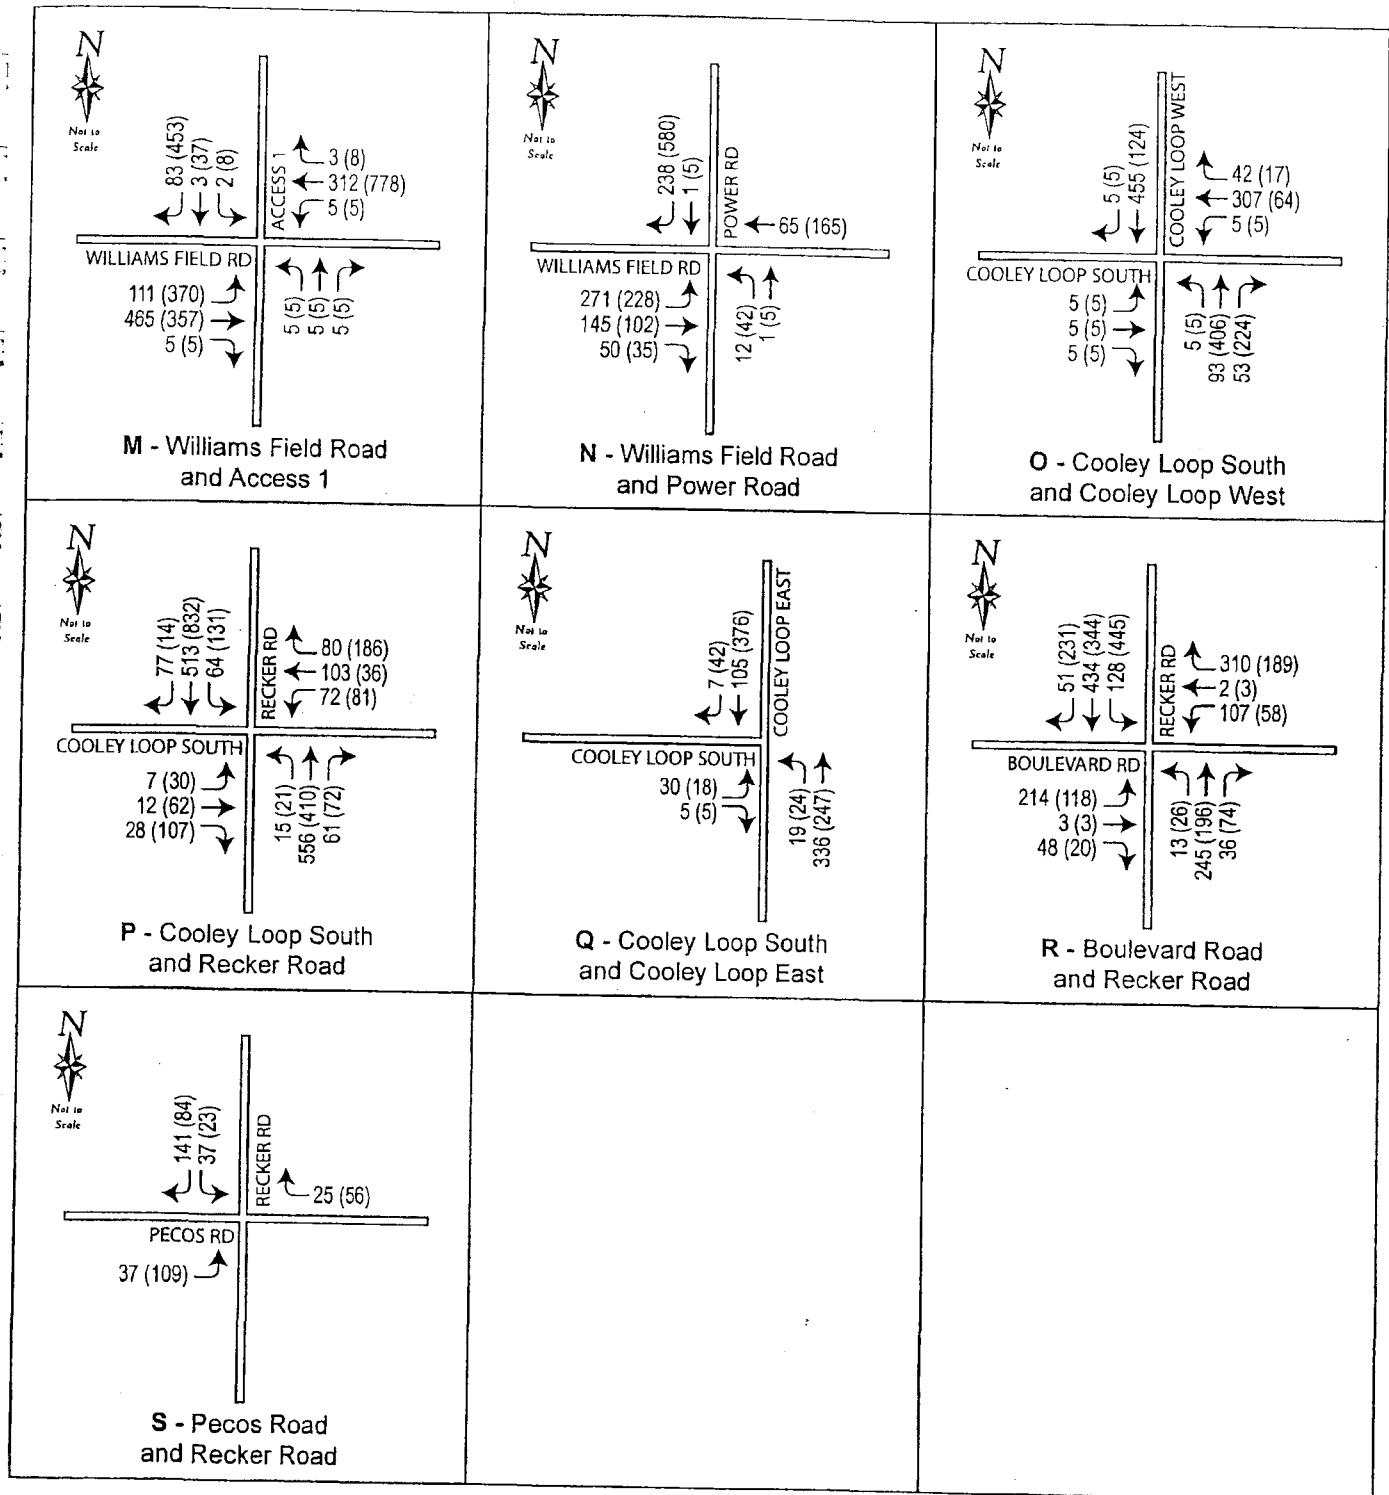 N
Not to
Scale
83 (453)
3 (37)
2 (8)
ACCESS 1
3 (8)
312 (778)
5 (5)
WILLIAMS FIELD RD
111 (370)
465 (357)
5 (5)
5 (5)
5 (5)
5 (5)
M - Williams Field Road
and Access 1
N
Not to
Scale
238 (580)
1 (5)
POWER RD
65 (165)
WILLIAMS FIELD RD
271 (228)
145 (102)
50 (35)
12 (42)
1 (5)
N - Williams Field Road
and Power Road
N
Not to
Scale
5 (5)
455 (124)
COOLEY LOOP WEST
42 (17)
307 (64)
5 (5)
COOLEY LOOP SOUTH
5 (5)
5 (5)
5 (5)
5 (5)
93 (406)
53 (224)
O - Cooley Loop South
and Cooley Loop West
N
Not to
Scale
77 (14)
513 (832)
64 (131)
RECKER RD
80 (186)
103 (36)
72 (81)
COOLEY LOOP SOUTH
7 (30)
12 (62)
28 (107)
15 (21)
556 (410)
61 (72)
P - Cooley Loop South
and Recker Road
N
Not to
Scale
7 (42)
105 (376)
COOLEY LOOP EAST
COOLEY LOOP SOUTH
30 (18)
5 (5)
19 (24)
336 (247)
Q - Cooley Loop South
and Cooley Loop East
N
Not to
Scale
51 (231)
434 (344)
128 (445)
RECKER RD
310 (189)
2 (3)
107 (58)
BOULEVARD RD
214 (118)
3 (3)
48 (20)
13 (26)
245 (196)
36 (74)
R - Boulevard Road
and Recker Road
N
Not to
Scale
141 (84)
37 (23)
RECKER RD
25 (56)
PECOS RD
37 (109)
S - Pecos Road
and Recker Road